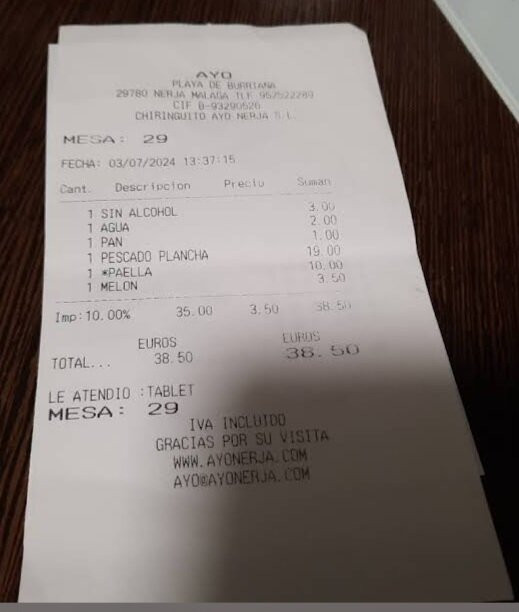 AYO
PLAYA DE BURRIANA
29780 NERJA MALAGA TLF 952522289
CIF B-93290526
CHIRINGUITO AYO NERJA S.L.
MESA: 29
FECHA: 03/07/2024 13:37:15
Cant. Descripcion Precio Suman
1 SIN ALCOHOL 3.00
1 AGUA 2.00
1 PAN 1.00
1 PESCADO PLANCHA 19.00
1 *PAELLA 10.00
1 MELON 3.50
Imp:10.00% 35.00 3.50 38.50
EUROS EUROS
TOTAL... 38.50 38.50
LE ATENDIO :TABLET
MESA: 29
IVA INCLUIDO
GRACIAS POR SU VISITA
WWW.AYONERJA.COM
AYO@AYONERJA.COM